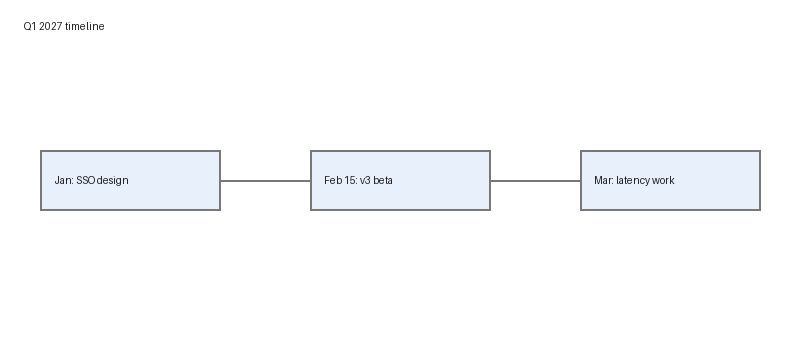 Q1 2027 timeline
Jan: SSO design
Feb 15: v3 beta
Mar: latency work